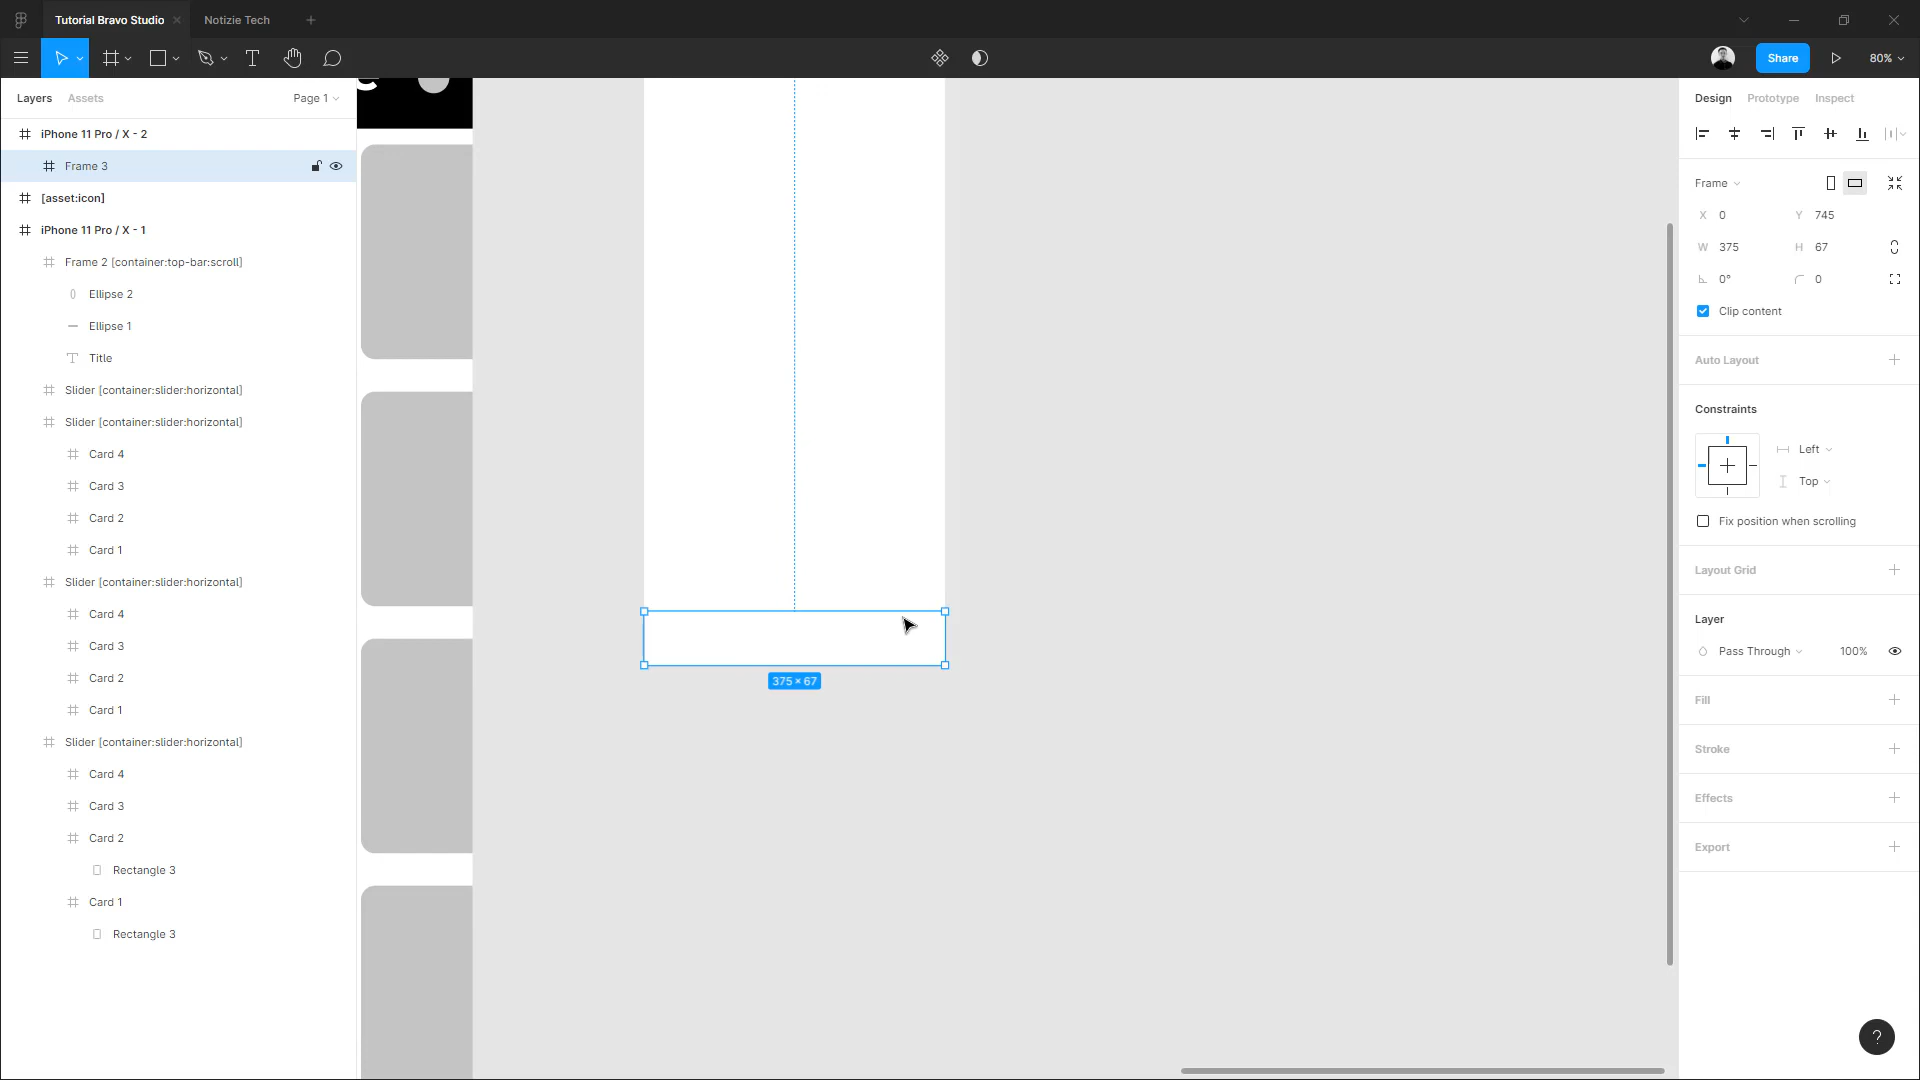 Tutorial Bravo Studio
Notizie Tech
Share
80%
Layers
Assets
Page 1
iPhone 11 Pro / X - 2
Frame 3
[asset:icon]
iPhone 11 Pro / X - 1
Frame 2 [container:top-bar:scroll]
Ellipse 2
Ellipse 1
Title
Slider [container:slider:horizontal]
Slider [container:slider:horizontal]
Card 4
Card 3
Card 2
Card 1
Slider [container:slider:horizontal]
Card 4
Card 3
Card 2
Card 1
Slider [container:slider:horizontal]
Card 4
Card 3
Card 2
Rectangle 3
Card 1
Rectangle 3
375 × 67
Design
Prototype
Inspect
Frame
X 0
Y 745
W 375
H 67
0°
0
Clip content
Auto Layout
Constraints
Left
Top
Fix position when scrolling
Layout Grid
Layer
Pass Through
100%
Fill
Stroke
Effects
Export
?